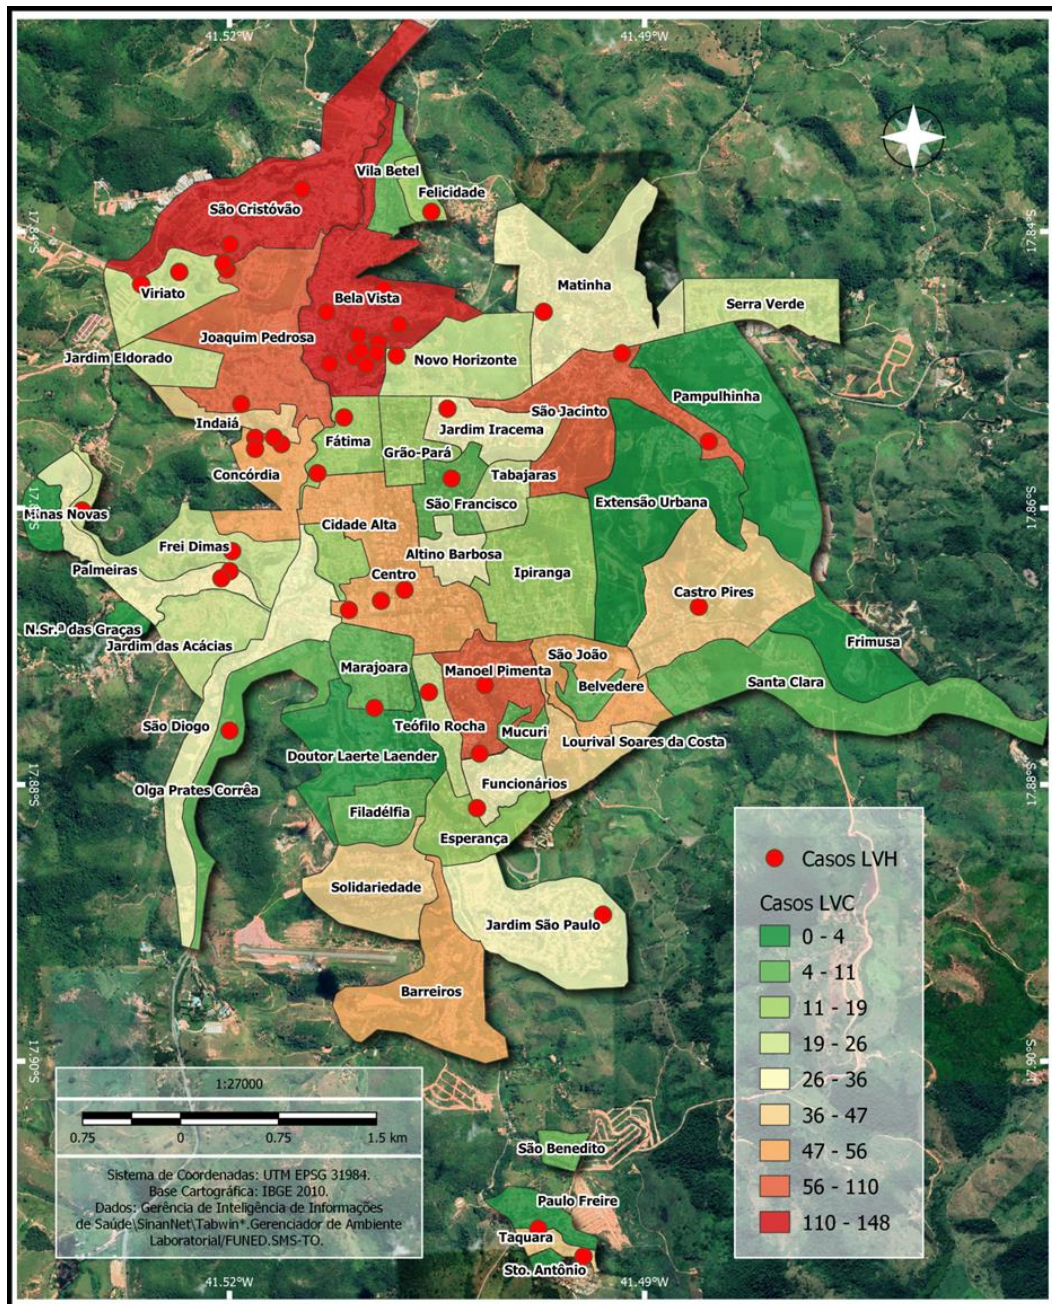 41.52°W
41.49°W
Vila Betel
Felicidade
São Cristóvão
17.84°S
17.84°S
Viriato
Bela Vista
Matinha
Serra Verde
Joaquim Pedrosa
Jardim Eldorado
Novo Horizonte
Pampulhinha
São Jacinto
Indaiá
Fátima
Jardim Iracema
Grão-Pará
Concórdia
Tabajaras
São Francisco
Extensão Urbana
17.86°S
Minas Novas
Cidade Alta
Frei Dimas
Altino Barbosa
Palmeiras
Centro
Ipiranga
Castro Pires
N.Sr.ª das Graças
Jardim das Acácias
Frimusa
São João
Marajoara
Manoel Pimenta
Belvedere
Santa Clara
São Diogo
Teófilo Rocha
Mucuri
Lourival Soares da Costa
Doutor Laerte Laender
17.88°S
17.88°S
Olga Prates Corrêa
Funcionários
Filadélfia
Esperança
Solidariedade
Jardim São Paulo
Barreiros
Casos LVH
Casos LVC
0 - 4
4 - 11
11 - 19
19 - 26
26 - 36
36 - 47
47 - 56
56 - 110
110 - 148
17.90°S
17.90°S
1:27000
0.75 0 0.75 1.5 km
Sistema de Coordenadas: UTM EPSG 31984.
Base Cartográfica: IBGE 2010.
Dados: Gerência de Inteligência de Informações
de Saúde\SinanNet\Tabwin*.Gerenciador de Ambiente
Laboratorial/FUNED.SMS-TO.
São Benedito
Paulo Freire
Taquara
Sto. Antônio
41.52°W
41.49°W